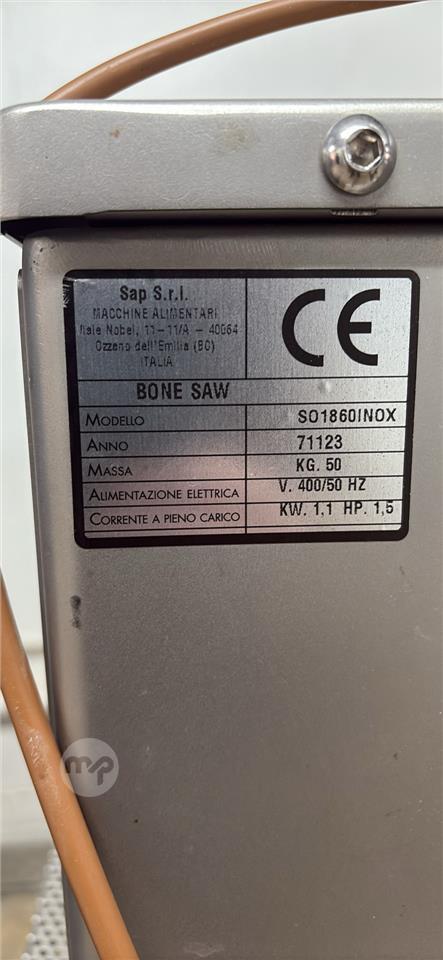 Sap S.r.l.
MACCHINE ALIMENTARI
Nobel, 11-11/A - 40064
Ozzano dell'Emilia (BO)
ITALIA
CE
BONE SAW
MODELLO SO1860INOX
ANNO 71123
MASSA KG. 50
ALIMENTAZIONE ELETTRICA V. 400/50 HZ
CORRENTE A PIENO CARICO KW. 1,1 HP. 1,5
mp